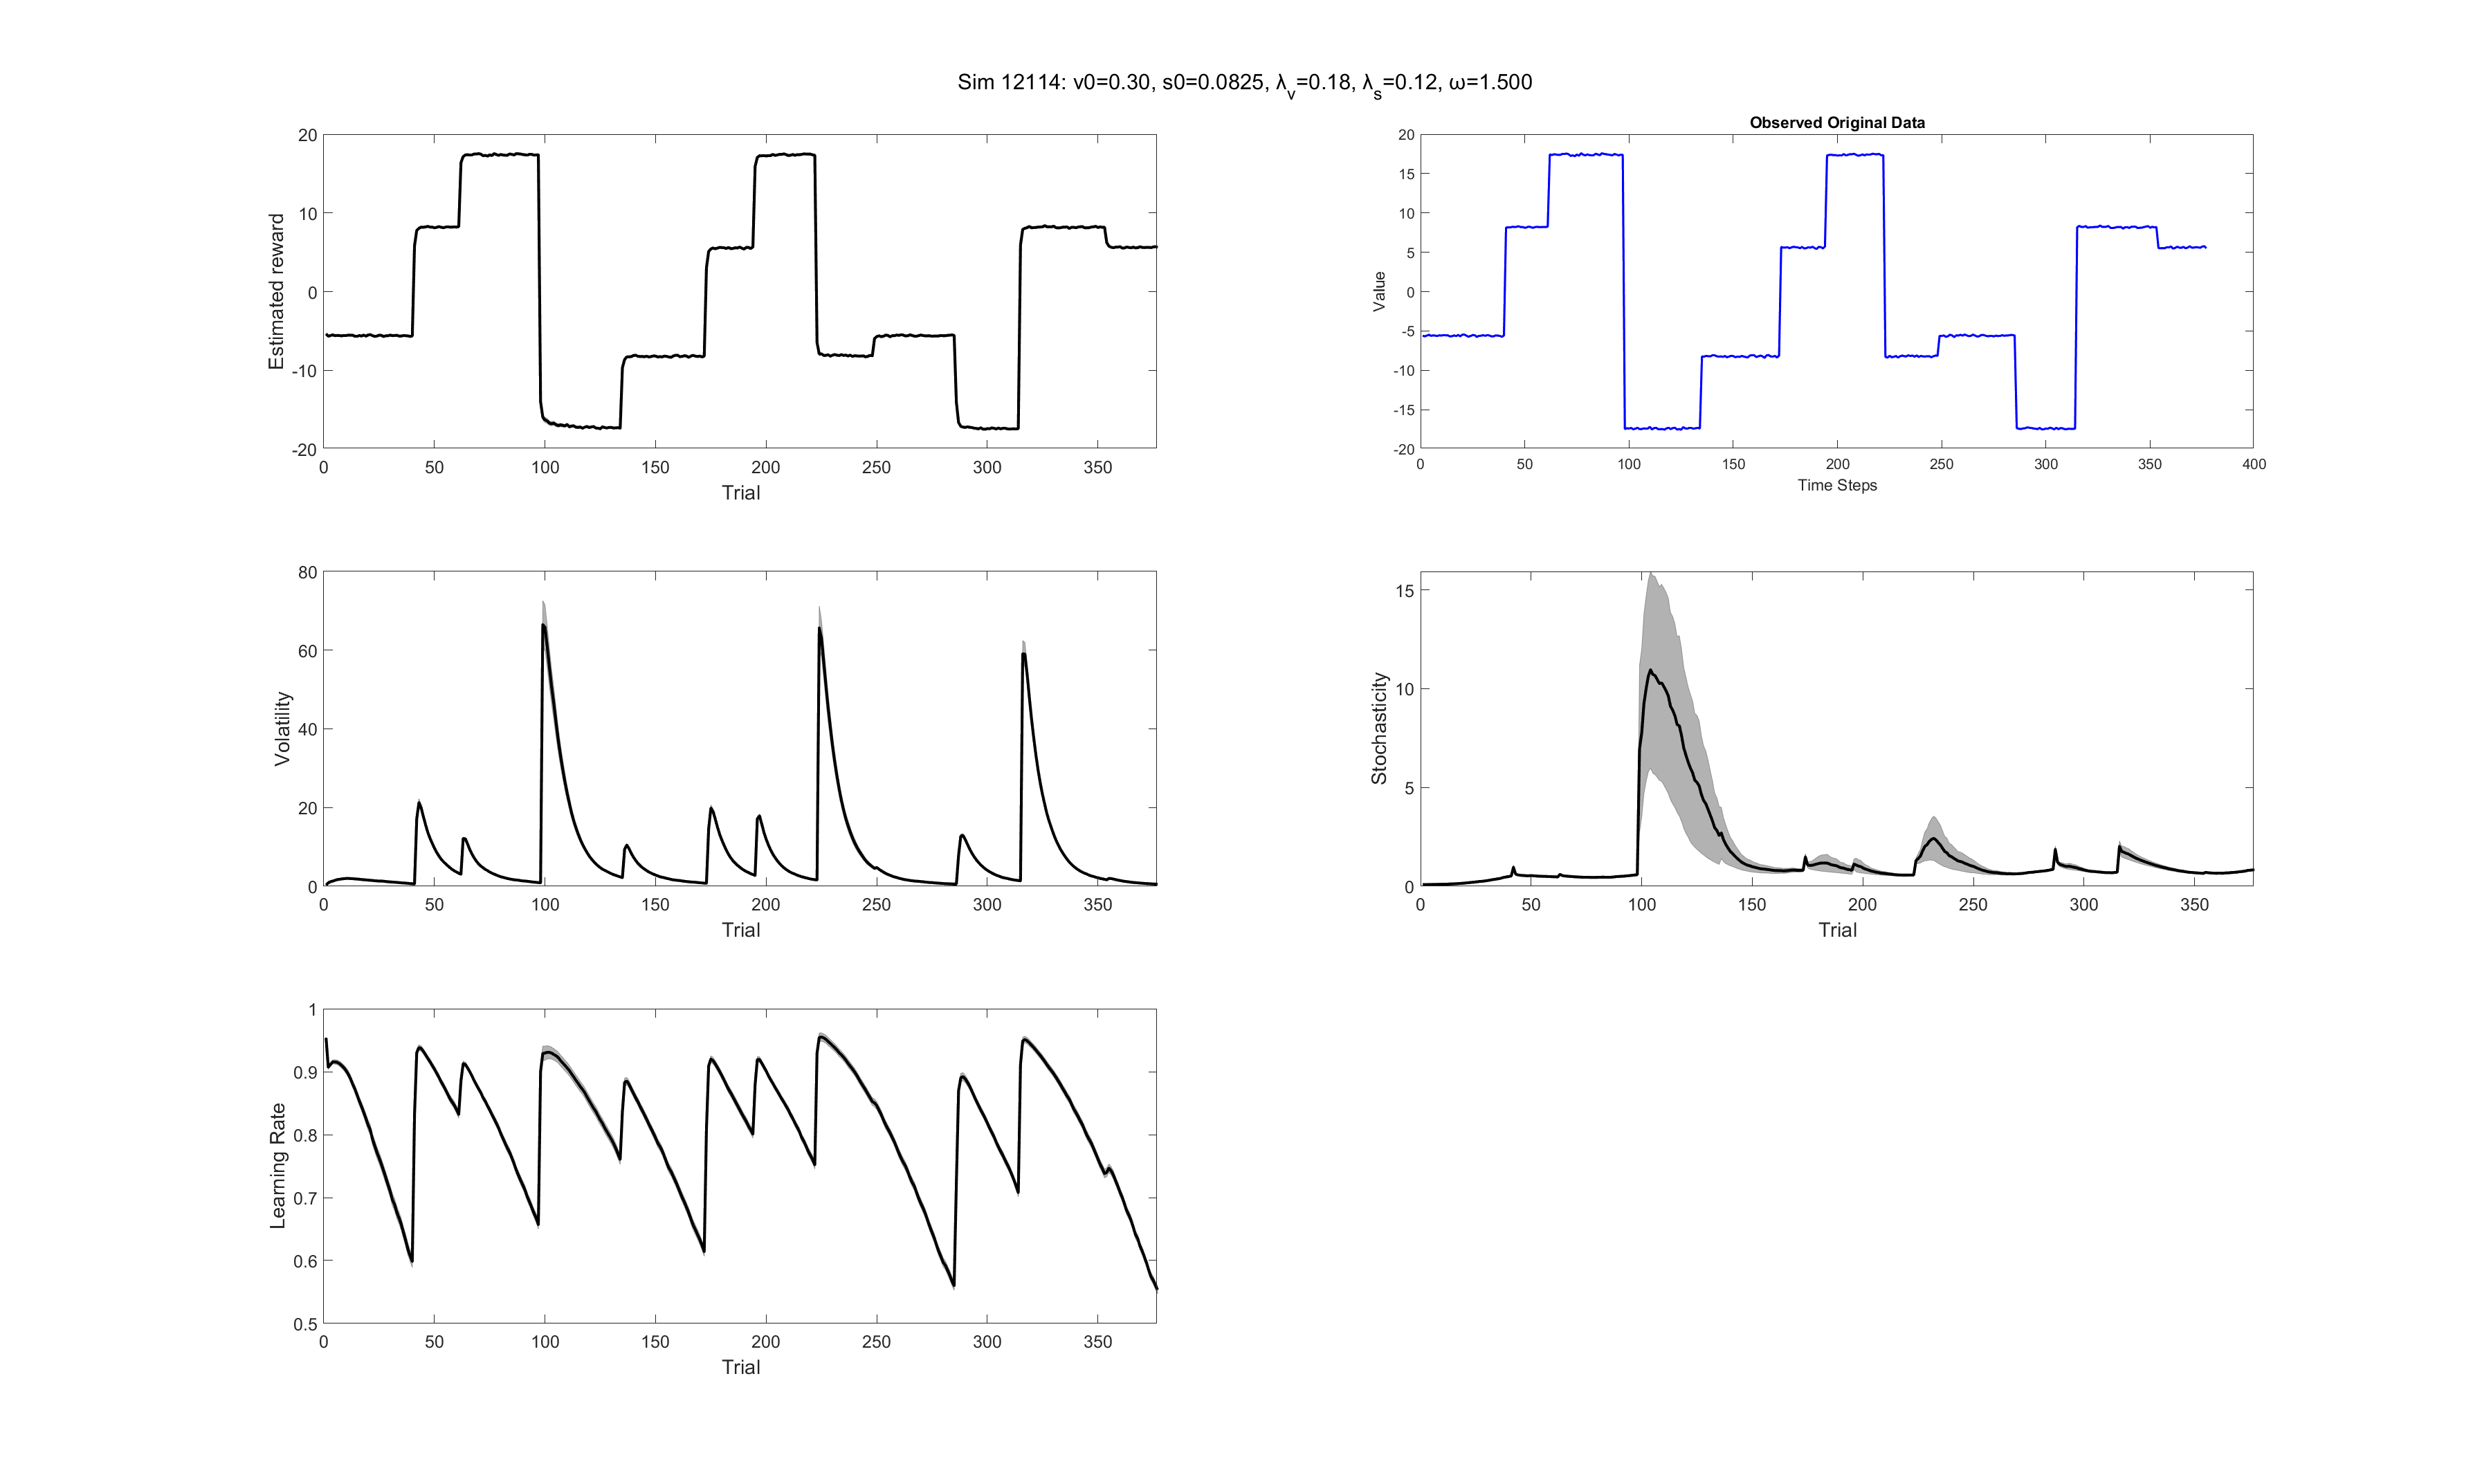 Sim 12114: v0=0.30, s0=0.0825, λv=0.18, λs=0.12, ω=1.500
20
10
0
-10
-20
Estimated reward
0 50 100 150 200 250 300 350
Trial
Observed Original Data
20
15
10
5
0
-5
-10
-15
-20
Value
0 50 100 150 200 250 300 350 400
Time Steps
80
60
40
20
0
Volatility
0 50 100 150 200 250 300 350
Trial
15
10
5
0
Stochasticity
0 50 100 150 200 250 300 350
Trial
1
0.9
0.8
0.7
0.6
0.5
Learning Rate
0 50 100 150 200 250 300 350
Trial